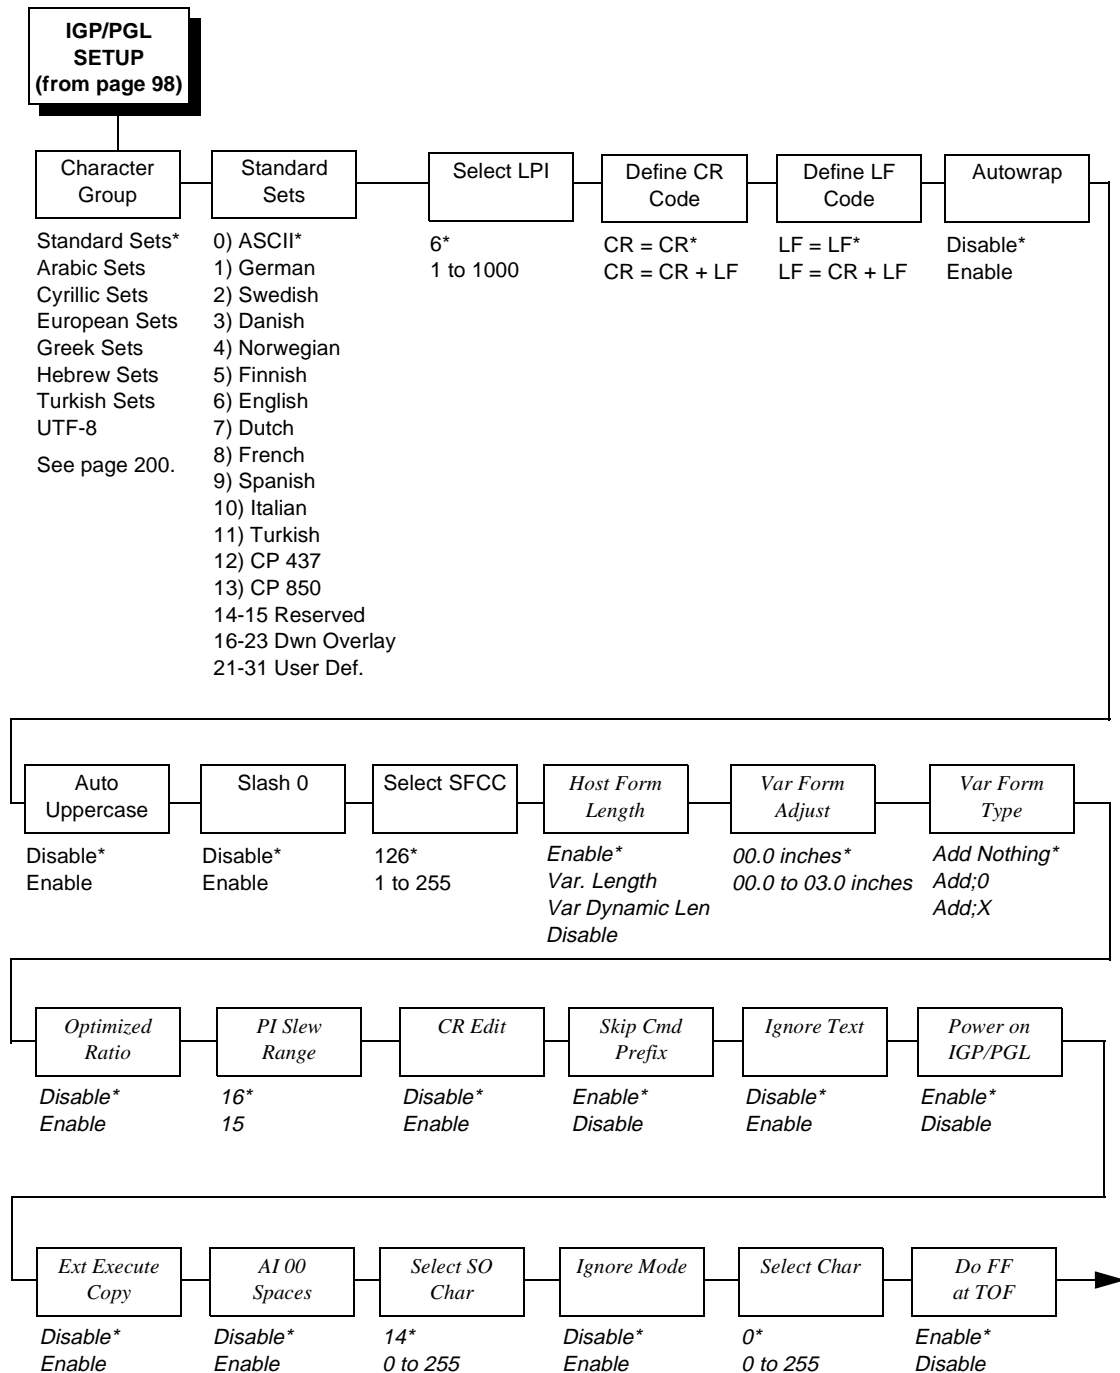 IGP/PGL
SETUP
(from page 98)
Character
Group
Standard Sets*
Arabic Sets
Cyrillic Sets
European Sets
Greek Sets
Hebrew Sets
Turkish Sets
UTF-8
See page 200.
Standard
Sets
0) ASCII*
1) German
2) Swedish
3) Danish
4) Norwegian
5) Finnish
6) English
7) Dutch
8) French
9) Spanish
10) Italian
11) Turkish
12) CP 437
13) CP 850
14-15 Reserved
16-23 Dwn Overlay
21-31 User Def.
Select LPI
6*
1 to 1000
Define CR
Code
CR = CR*
CR = CR + LF
Define LF
Code
LF = LF*
LF = CR + LF
Autowrap
Disable*
Enable
Auto
Uppercase
Disable*
Enable
Slash 0
Disable*
Enable
Select SFCC
126*
1 to 255
Host Form
Length
Enable*
Var. Length
Var Dynamic Len
Disable
Var Form
Adjust
00.0 inches*
00.0 to 03.0 inches
Var Form
Type
Add Nothing*
Add;0
Add;X
Optimized
Ratio
Disable*
Enable
PI Slew
Range
16*
15
CR Edit
Disable*
Enable
Skip Cmd
Prefix
Enable*
Disable
Ignore Text
Disable*
Enable
Power on
IGP/PGL
Enable*
Disable
Ext Execute
Copy
Disable*
Enable
AI 00
Spaces
Disable*
Enable
Select SO
Char
14*
0 to 255
Ignore Mode
Disable*
Enable
Select Char
0*
0 to 255
Do FF
at TOF
Enable*
Disable